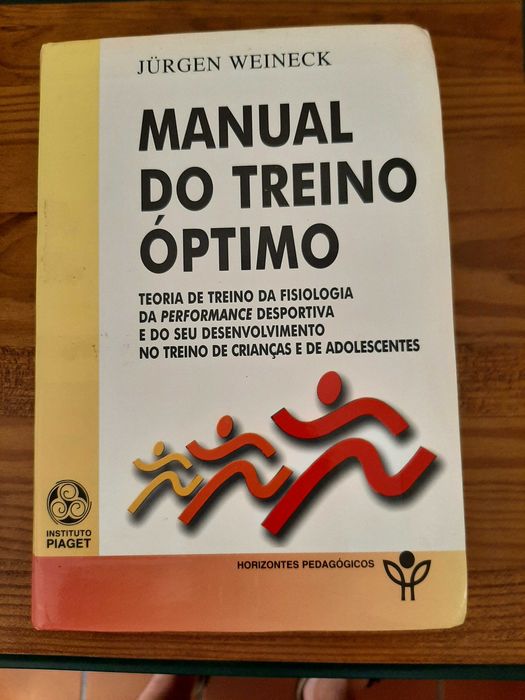 JÜRGEN WEINECK
MANUAL
DO TREINO
ÓPTIMO
TEORIA DE TREINO DA FISIOLOGIA
DA PERFORMANCE DESPORTIVA
E DO SEU DESENVOLVIMENTO
NO TREINO DE CRIANÇAS E DE ADOLESCENTES
INSTITUTO
PIAGET
HORIZONTES PEDAGÓGICOS